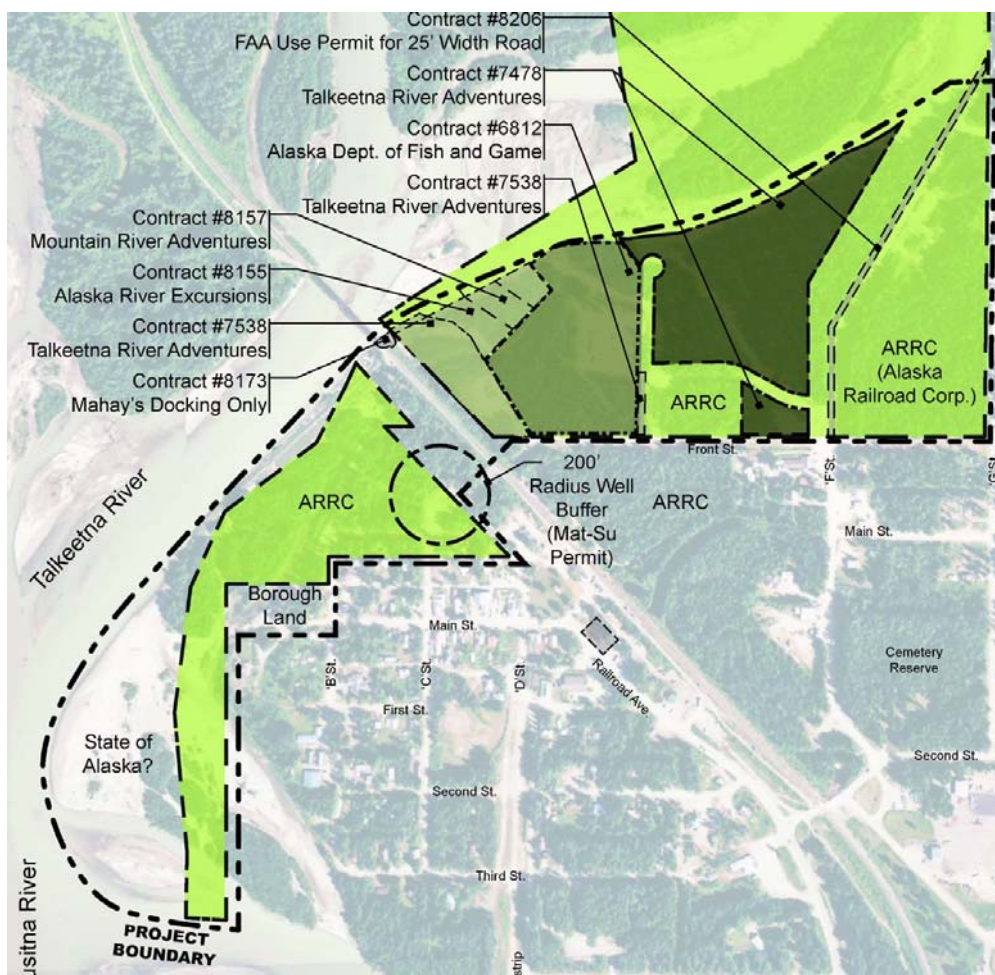 Contract #8206
FAA Use Permit for 25' Width Road
Contract #7478
Talkeetna River Adventures
Contract #6812
Alaska Dept. of Fish and Game
Contract #7538
Talkeetna River Adventures
Contract #8157
Mountain River Adventures
Contract #8155
Alaska River Excursions
Contract #7538
Talkeetna River Adventures
Contract #8173
Mahay's Docking Only
ARRC
(Alaska
Railroad Corp.)
ARRC
Front St.
'F'St.
'G'St.
200'
Radius Well
Buffer
(Mat-Su
Permit)
ARRC
ARRC
Main St.
Talkeetna River
Borough
Land
Main St.
'B'St.
'C'St.
'D'St.
Railroad Ave.
Cemetery
Reserve
First St.
State of
Alaska?
Second St.
Second St.
Third St.
usitna River
PROJECT
BOUNDARY
strip